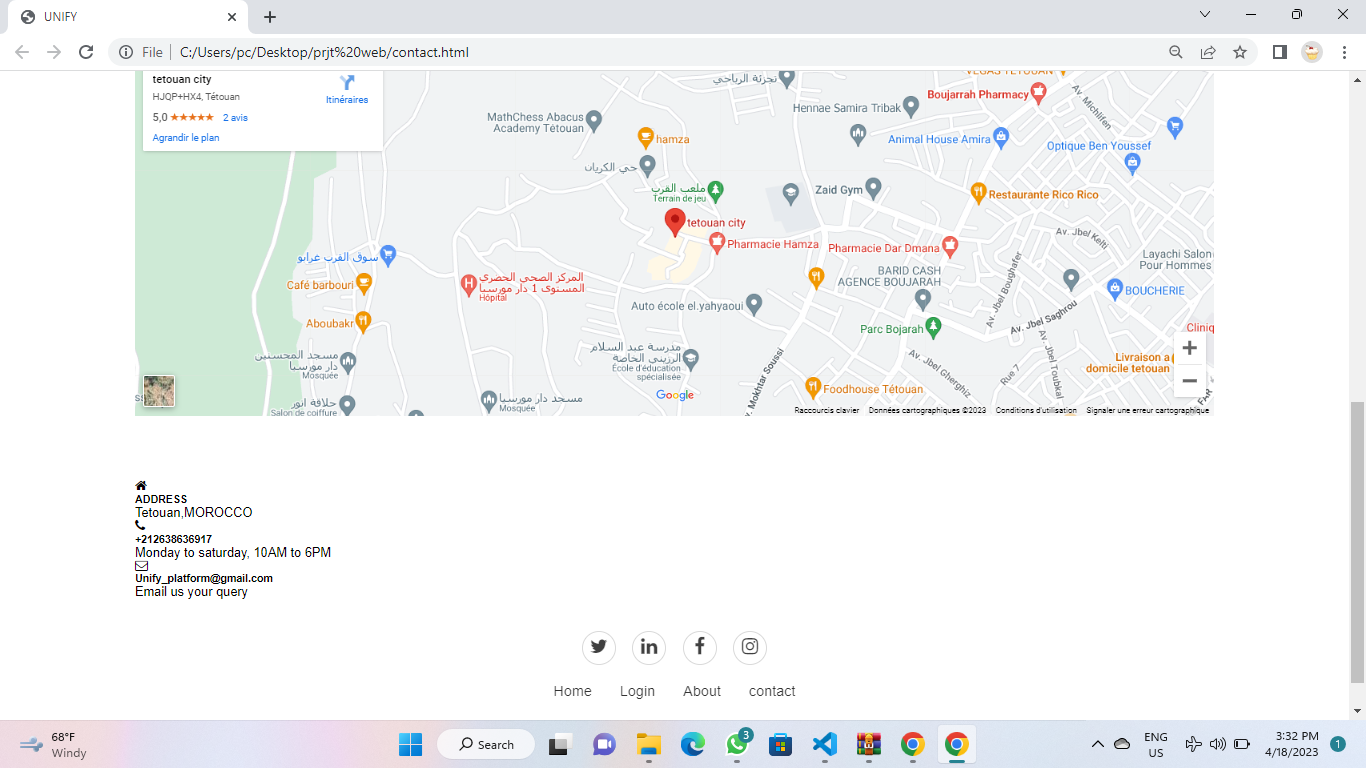 UNIFY
File
C:/Users/pc/Desktop/prjt%20web/contact.html
tetouan city
HJQP+HX4, Tétouan
5,0
2 avis
Agrandir le plan
Itinéraires
تجزئة الرياحي
VEGAS TETOUAN
Boujarrah Pharmacy
Av. Michlifen
MathChess Abacus
Academy Tétouan
Hennae Samira Tribak
hamza
Animal House Amira
Optique Ben Youssef
حي الكريان
ملعب القرب
Terrain de jeu
Zaid Gym
Restaurante Rico Rico
tetouan city
Pharmacie Hamza
Pharmacie Dar Dmana
Av. Jbel Kelti
Layachi Salon
Pour Hommes
سوق القرب غرابو
Café barbouri
المركز الصحي الحضري
المستوى 1 دار مورسيا
Hôpital
BARID CASH
AGENCE BOUJARAH
Av. Jbel Boughafer
BOUCHERIE
Auto école el.yahyaoui
Aboubakr
Parc Bojarah
Av. Jbel Saghrou
Cliniq
مسجد المحسنين
دار مورسيا
Mosquée
مدرسة عبد السلام
الرزيني الخاصة
École d'éducation
spécialisée
Av. Mokhtar Soussi
Av. Jbel Gherghiz
Rue 7
Av. Jbel Toubkal
Livraison a
domicile tetouan
حلاقة انور
Salon de coiffure
مسجد دار مورسيا
Mosquée
Foodhouse Tétouan
FAR
Google
Raccourcis clavier
Données cartographiques ©2023
Conditions d'utilisation
Signaler une erreur cartographique
ADDRESS
Tetouan,MOROCCO
+212638636917
Monday to saturday, 10AM to 6PM
Unify_platform@gmail.com
Email us your query
Home
Login
About
contact
68°F
Windy
Search
3
ENG
US
3:32 PM
4/18/2023
1